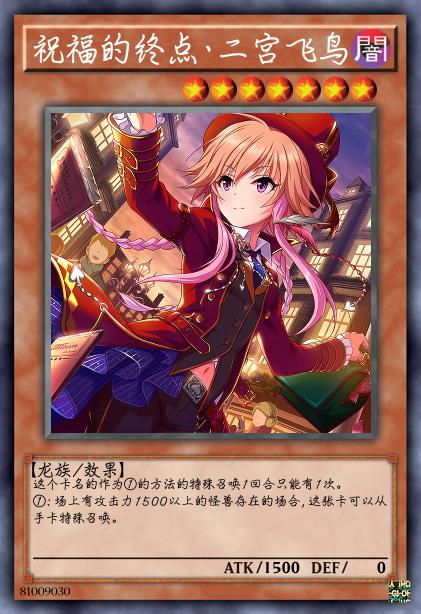 祝福的终点·二宫飞鸟 闇
【龙族/效果】
这个卡名的作为①的方法的特殊召唤1回合只能有1次。
①:场上有攻击力1500以上的怪兽存在的场合,这张卡可以从
手卡特殊召唤。
ATK/1500 DEF/ 0
81009030